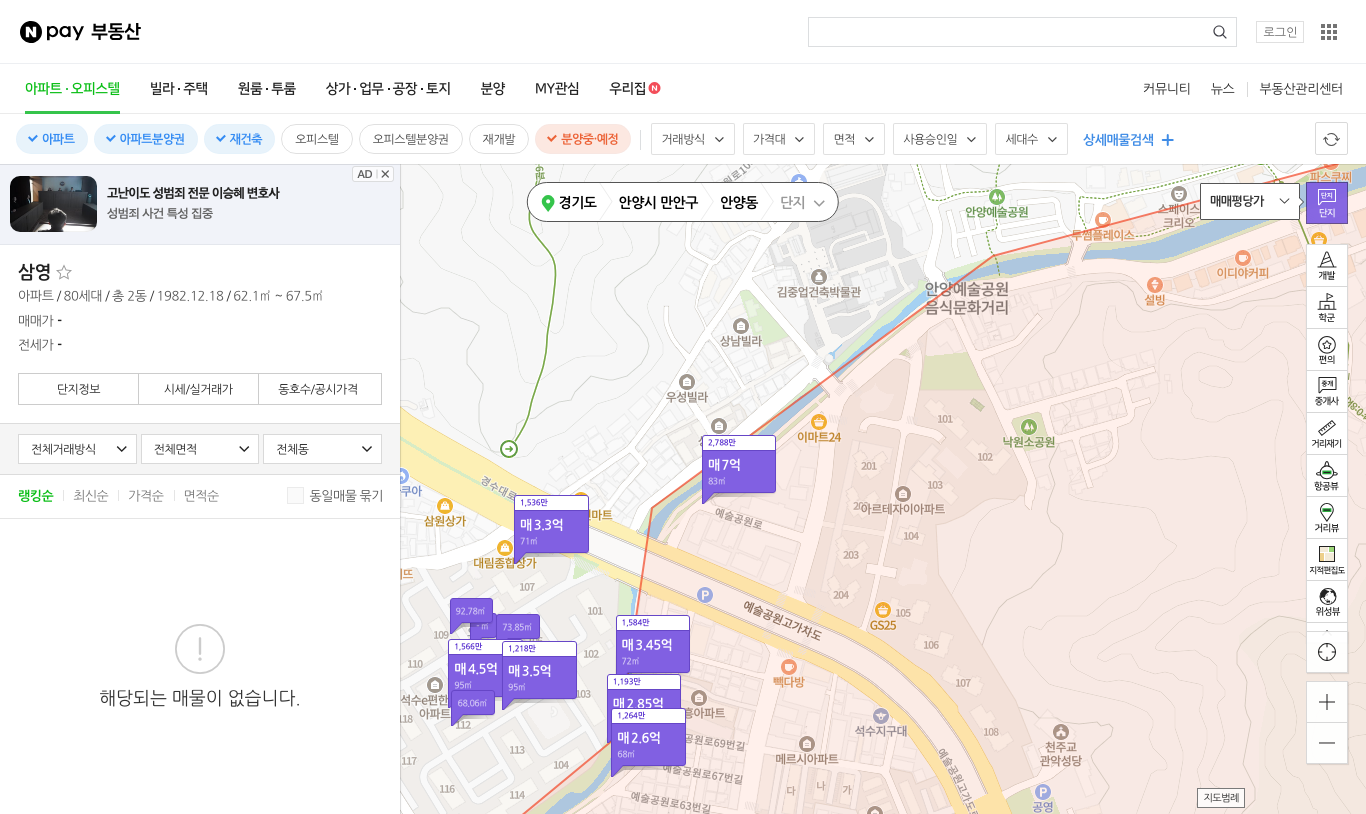 N pay 부동산
로그인
아파트·오피스텔
빌라·주택
원룸·투룸
상가·업무·공장·토지
분양
MY관심
우리집 N
커뮤니티
뉴스
부동산관리센터
아파트
아파트분양권
재건축
오피스텔
오피스텔분양권
재개발
분양중·예정
거래방식
가격대
면적
사용승인일
세대수
상세매물검색
AD
고난이도 성범죄 전문 이승혜 변호사
성범죄 사건 특성 집중
삼영
아파트 / 80세대 / 총 2동 / 1982.12.18 / 62.1㎡ ~ 67.5㎡
매매가 -
전세가 -
단지정보
시세/실거래가
동호수/공시가격
전체거래방식
전체면적
전체동
랭킹순
최신순
가격순
면적순
동일매물 묶기
해당되는 매물이 없습니다.
경기도
안양시 만안구
안양동
단지
매매평당가
단지
단지
개발
학군
편의
중개
중개사
거리재기
항공뷰
거리뷰
지적편집도
위성뷰
지도범례
안양예술공원
투썸플레이스
스페이스
크리오
파스쿠찌
이디야커피
설빙
김중업건축박물관
안양예술공원
음식문화거리
상남빌라
우성빌라
이마트24
낙원소공원
101
102
201
202
103
아르테자이아파트
104
203
204
105
106
107
108
예술공원로
경수대로
예술공원고가차도
삼원상가
대림종합상가
GS25
빽다방
석수지구대
천주교
관악성당
메르시아파트
P
P
공영
다
나
가
예술공원로67번길
예술공원로63번길
107
101
109
102
110
103
석수e편한
아파트
118
112
113
117
104
116
114
2,788만
매 7억
83㎡
1,536만
매 3.3억
71㎡
92.78㎡
73.85㎡
1,566만
매 4.5억
95㎡
1,218만
매 3.5억
95㎡
68.06㎡
1,584만
매 3.45억
72㎡
1,193만
매 2.85억
1,264만
매 2.6억
68㎡